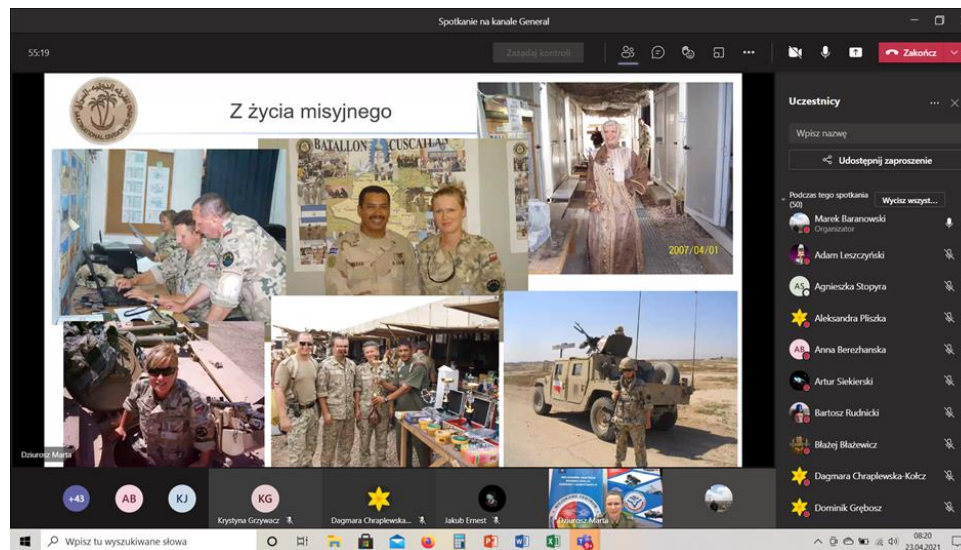 Spotkanie na kanale General
55:19
Zażądaj kontroli
Zakończ
Z życia misyjnego
BATALLON CUSCATLAN
2007/04/01
Dziurosz Marta
Uczestnicy
Wpisz nazwę
Udostępnij zaproszenie
Podczas tego spotkania
(50)
Wycisz wszyst...
Marek Baranowski
Organizator
Adam Leszczyński
AS
Agnieszka Stopyra
Aleksandra Pliszka
AB
Anna Berezhanska
Artur Siekierski
Bartosz Rudnicki
Błażej Błażewicz
Dagmara Chraplewska-Kołcz
Dominik Grębosz
+43
AB
KJ
KG
Krystyna Grzywacz
Dagmara Chraplewska...
Jakub Ernest
Dziurosz Marta
Wpisz tu wyszukiwane słowa
08:20
23.04.2021